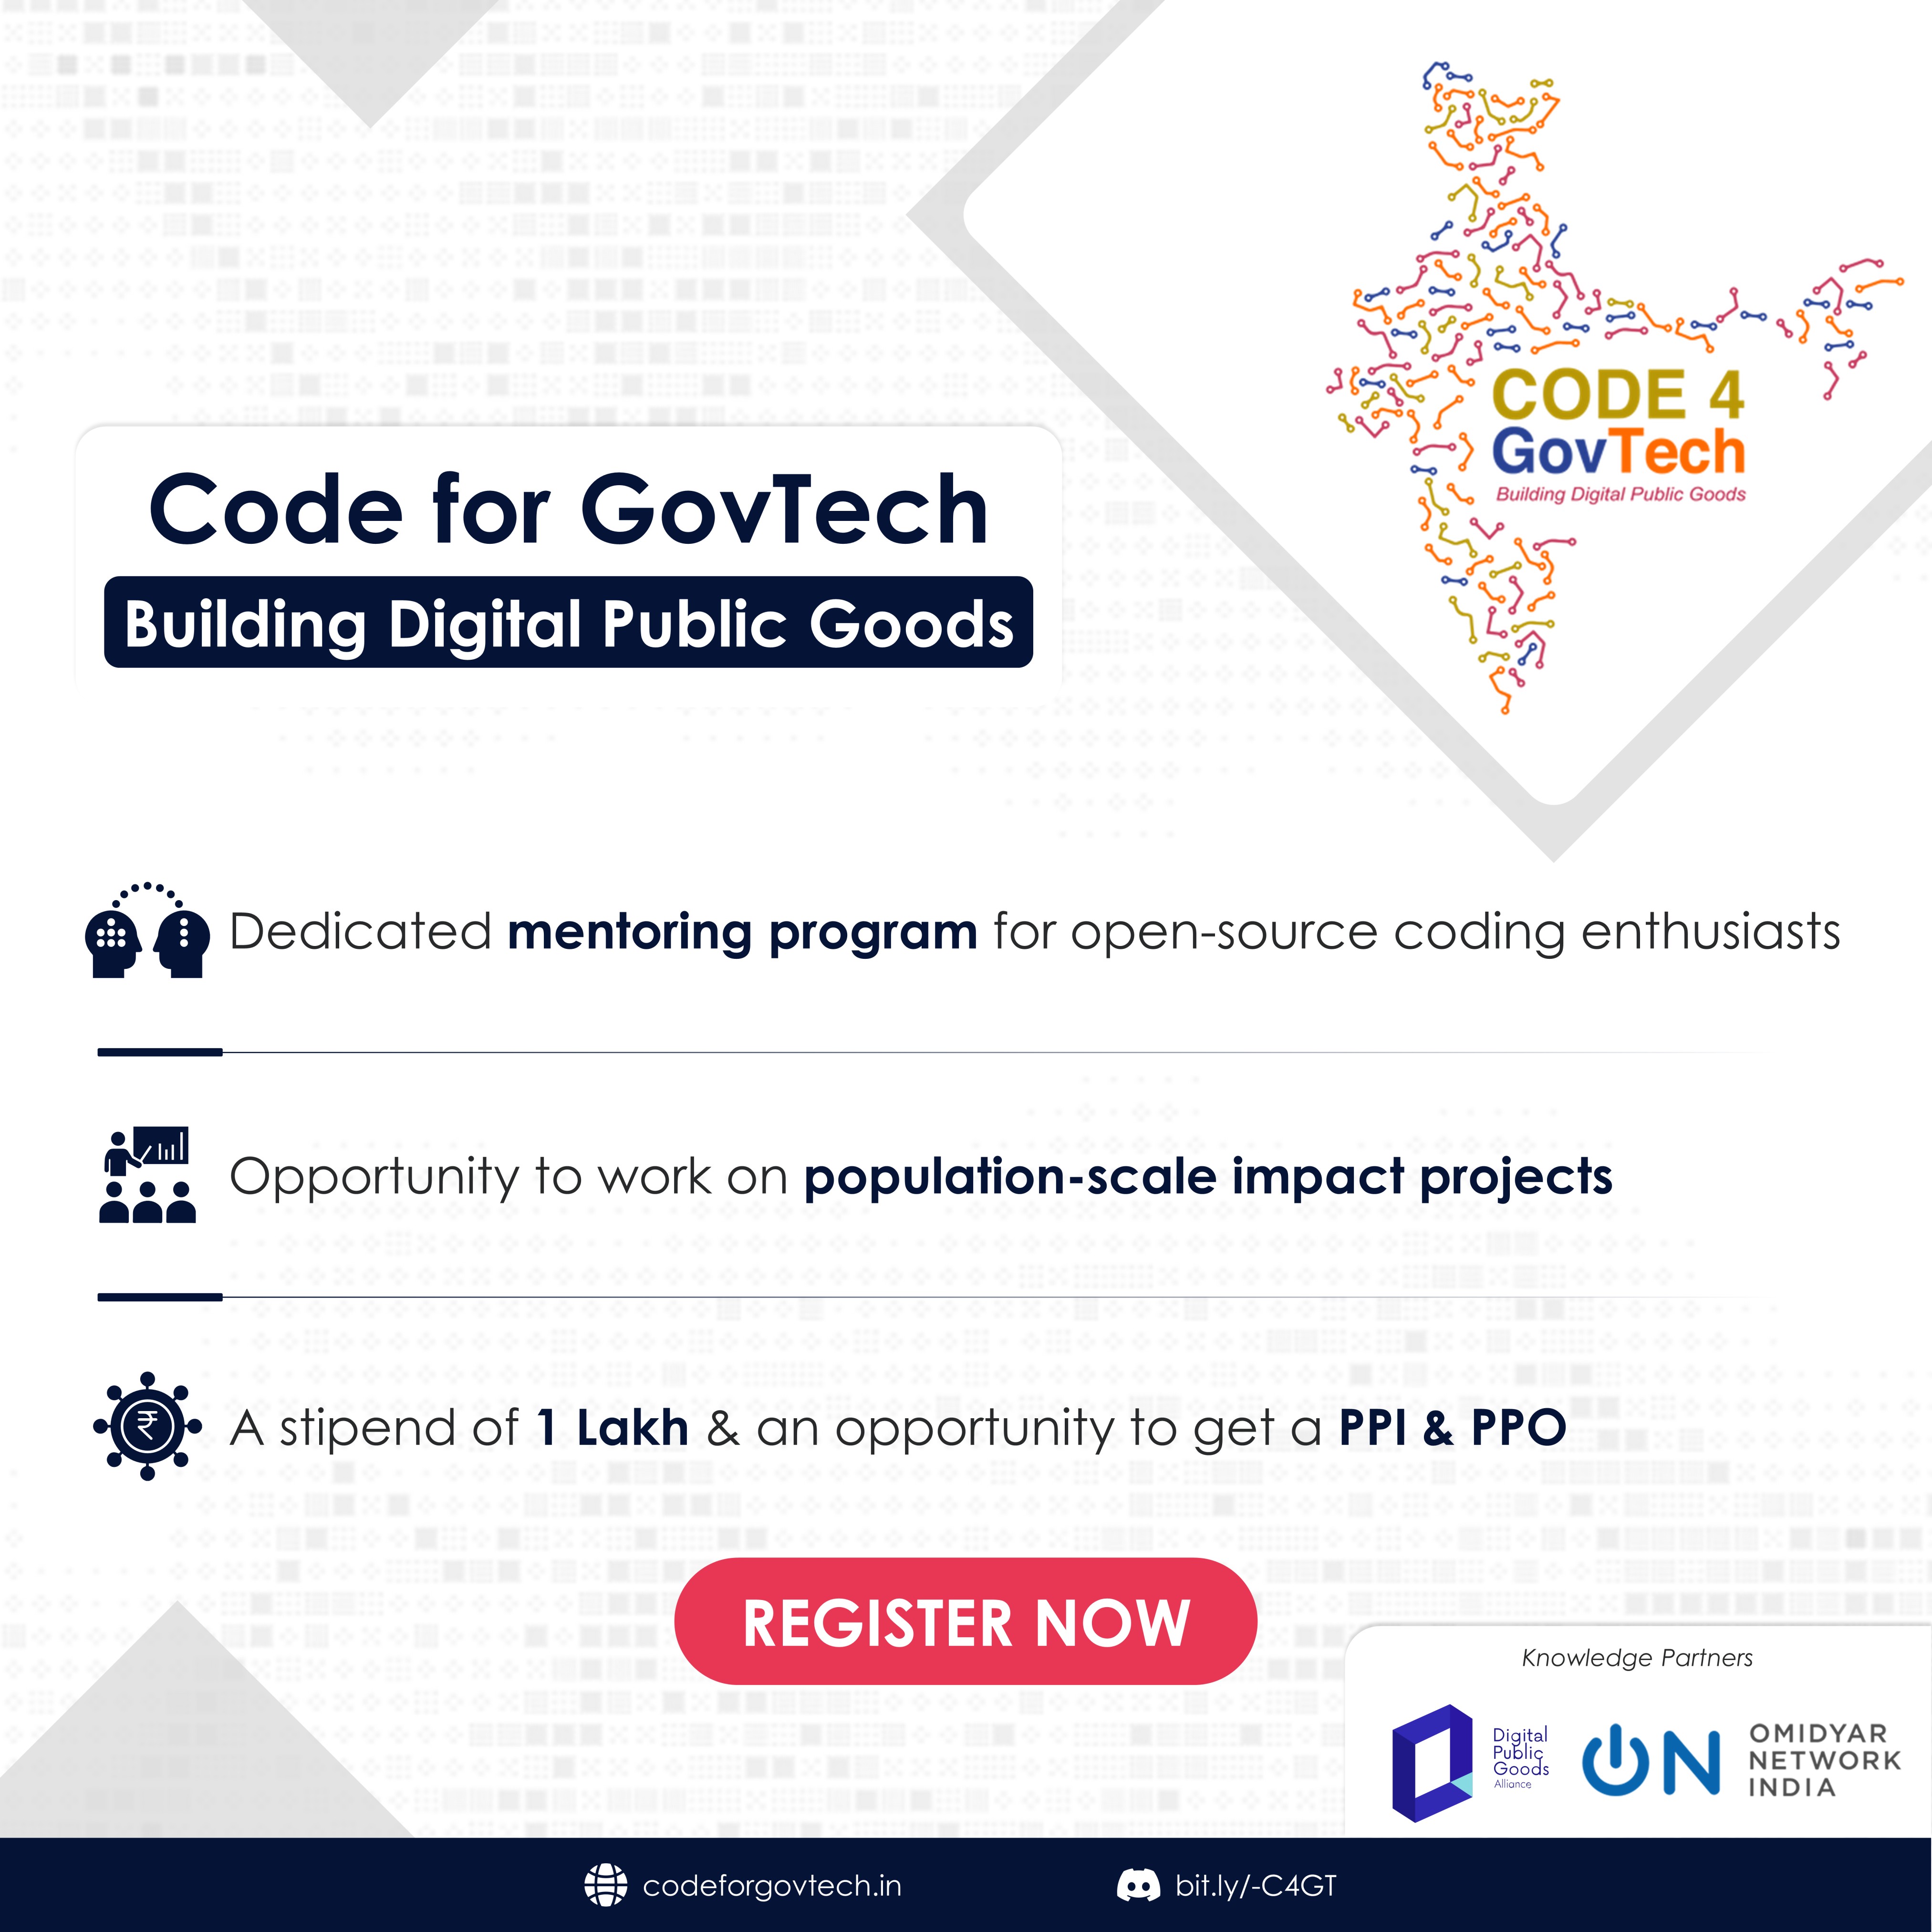 CODE 4
GovTech
Building Digital Public Goods
Code for GovTech
Building Digital Public Goods
Dedicated mentoring program for open-source coding enthusiasts
Opportunity to work on population-scale impact projects
₹
A stipend of 1 Lakh & an opportunity to get a PPI & PPO
REGISTER NOW
Knowledge Partners
Digital
Public
Goods
Alliance
ON
OMIDYAR
NETWORK
INDIA
codeforgovtech.in
bit.ly/-C4GT